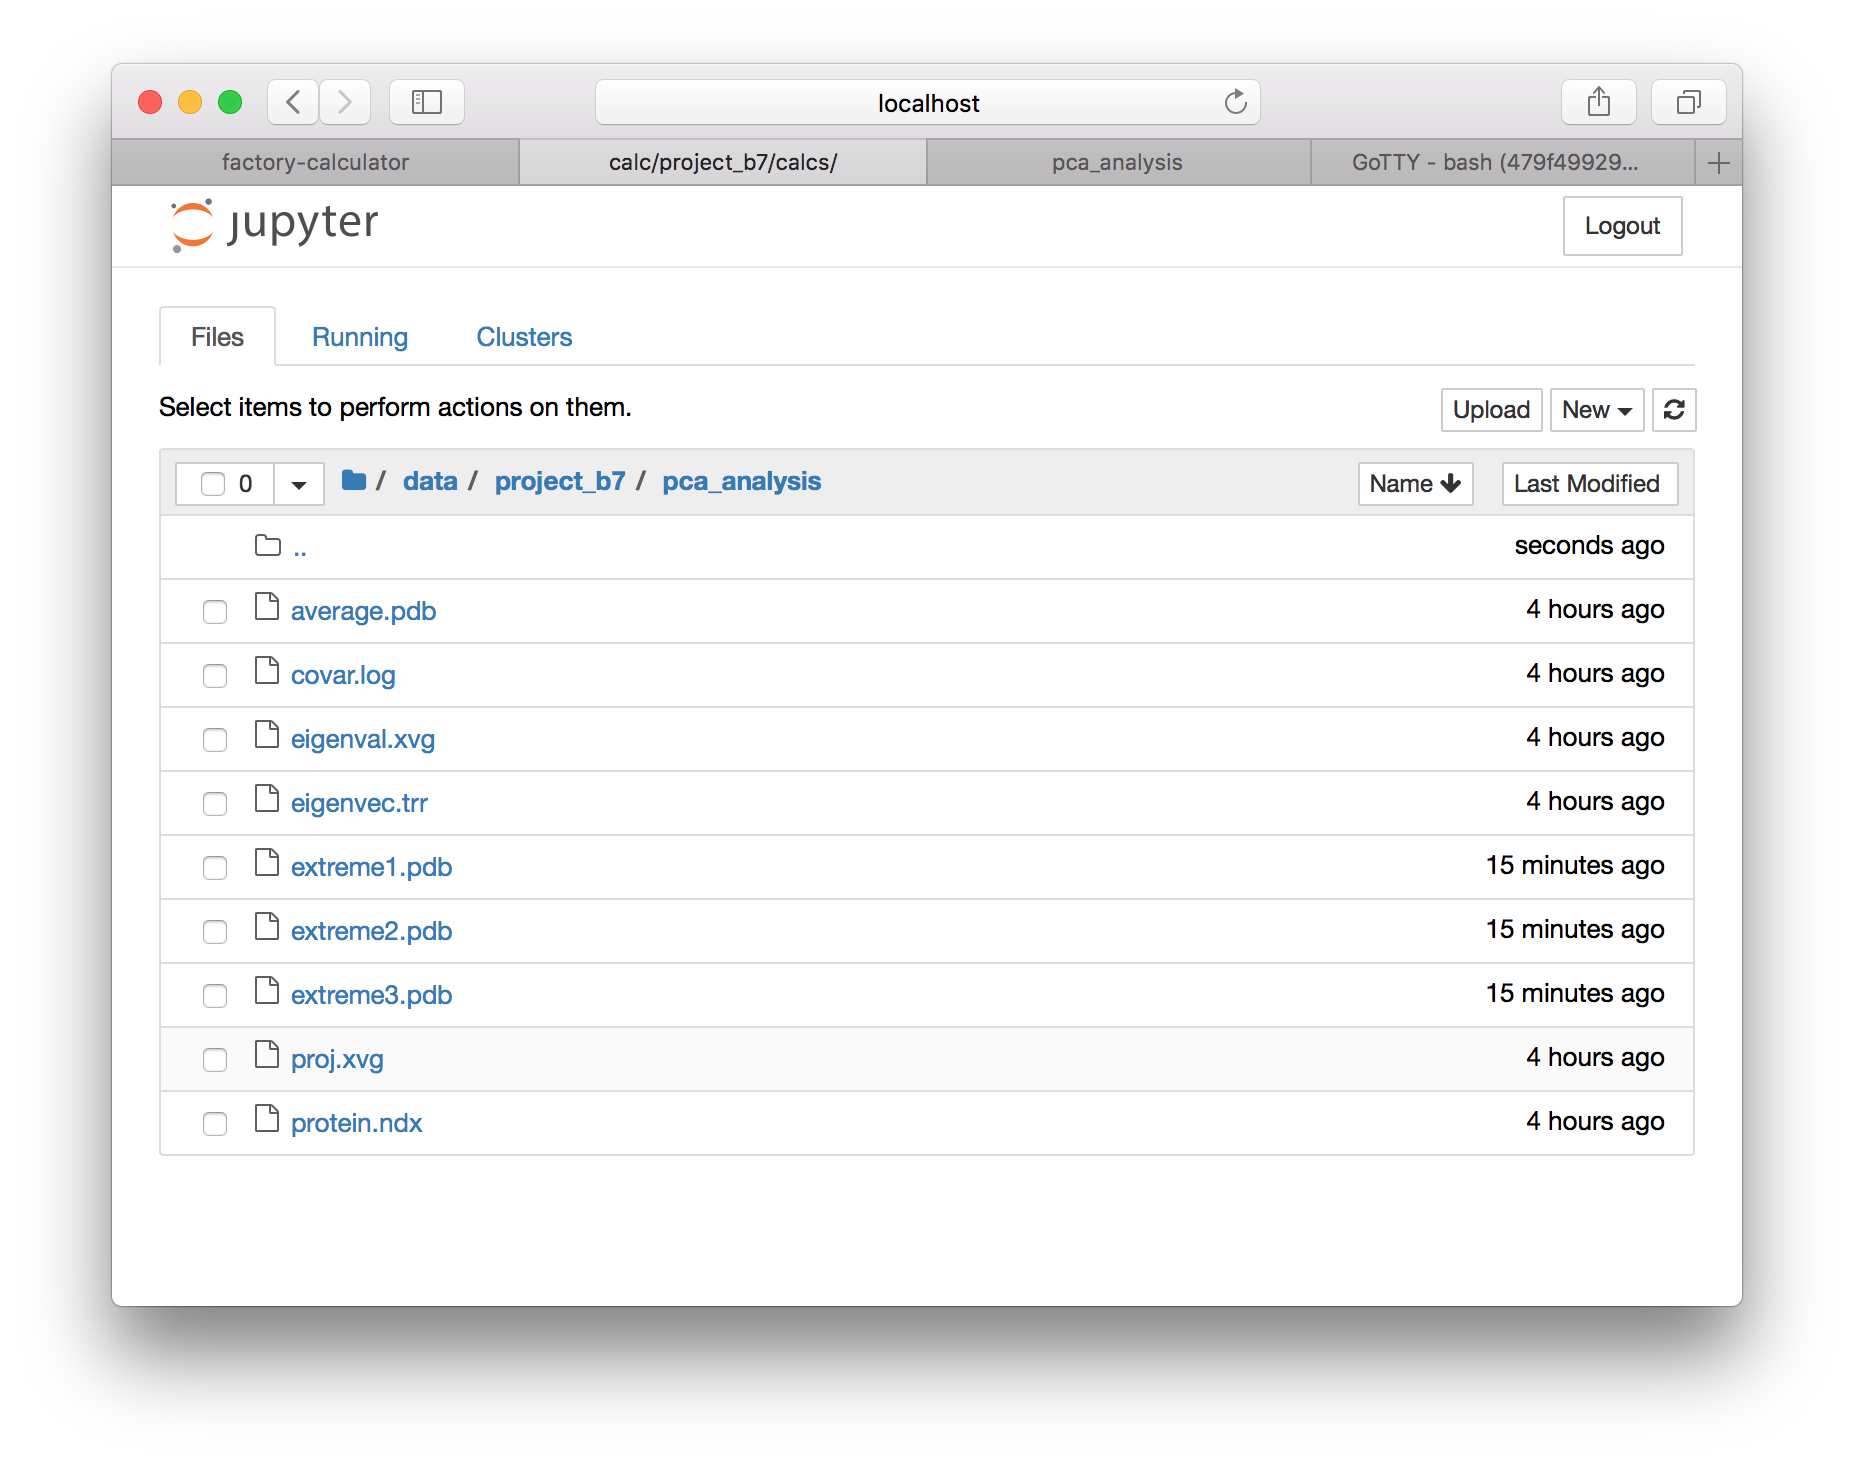 localhost
factory-calculator calc/project_b7/calcs/ pca_analysis GoTTY - bash (479f49929...
jupyter Logout
Files Running Clusters
Select items to perform actions on them. Upload New
0 / data / project_b7 / pca_analysis Name Last Modified
.. seconds ago
average.pdb 4 hours ago
covar.log 4 hours ago
eigenval.xvg 4 hours ago
eigenvec.trr 4 hours ago
extreme1.pdb 15 minutes ago
extreme2.pdb 15 minutes ago
extreme3.pdb 15 minutes ago
proj.xvg 4 hours ago
protein.ndx 4 hours ago